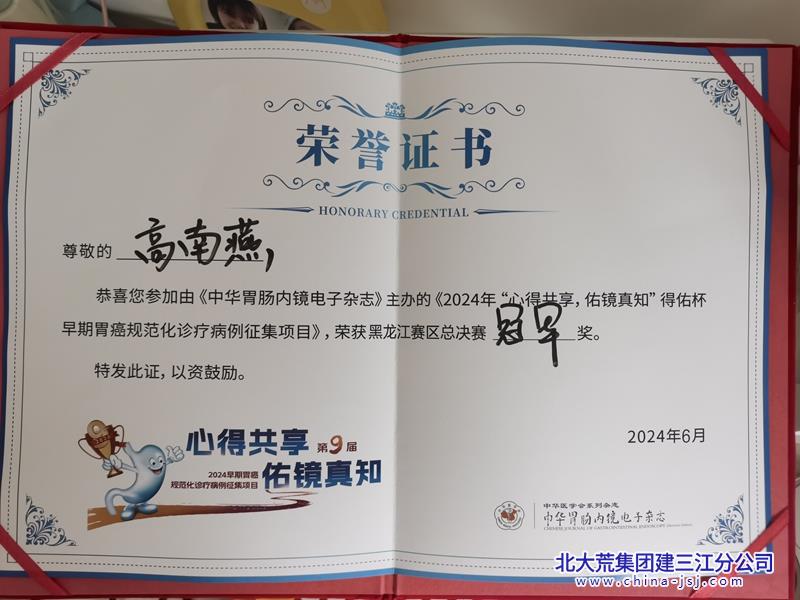 荣誉证书
HONORARY CREDENTIAL
尊敬的 高南燕,
恭喜您参加由《中华胃肠内镜电子杂志》主办的《2024年“心得共享，佑镜真知”得佑杯
早期胃癌规范化诊疗病例征集项目》，荣获黑龙江赛区总决赛 冠军 奖。
特发此证，以资鼓励。
2024年6月
心得共享 第9届
2024早期胃癌
规范化诊疗病例征集项目
佑镜真知
中华医学会系列杂志
中华胃肠内镜电子杂志
CHINESE JOURNAL OF GASTROINTESTINAL ENDOSCOPY
北大荒集团建三江分公司
www.china-jsj.com